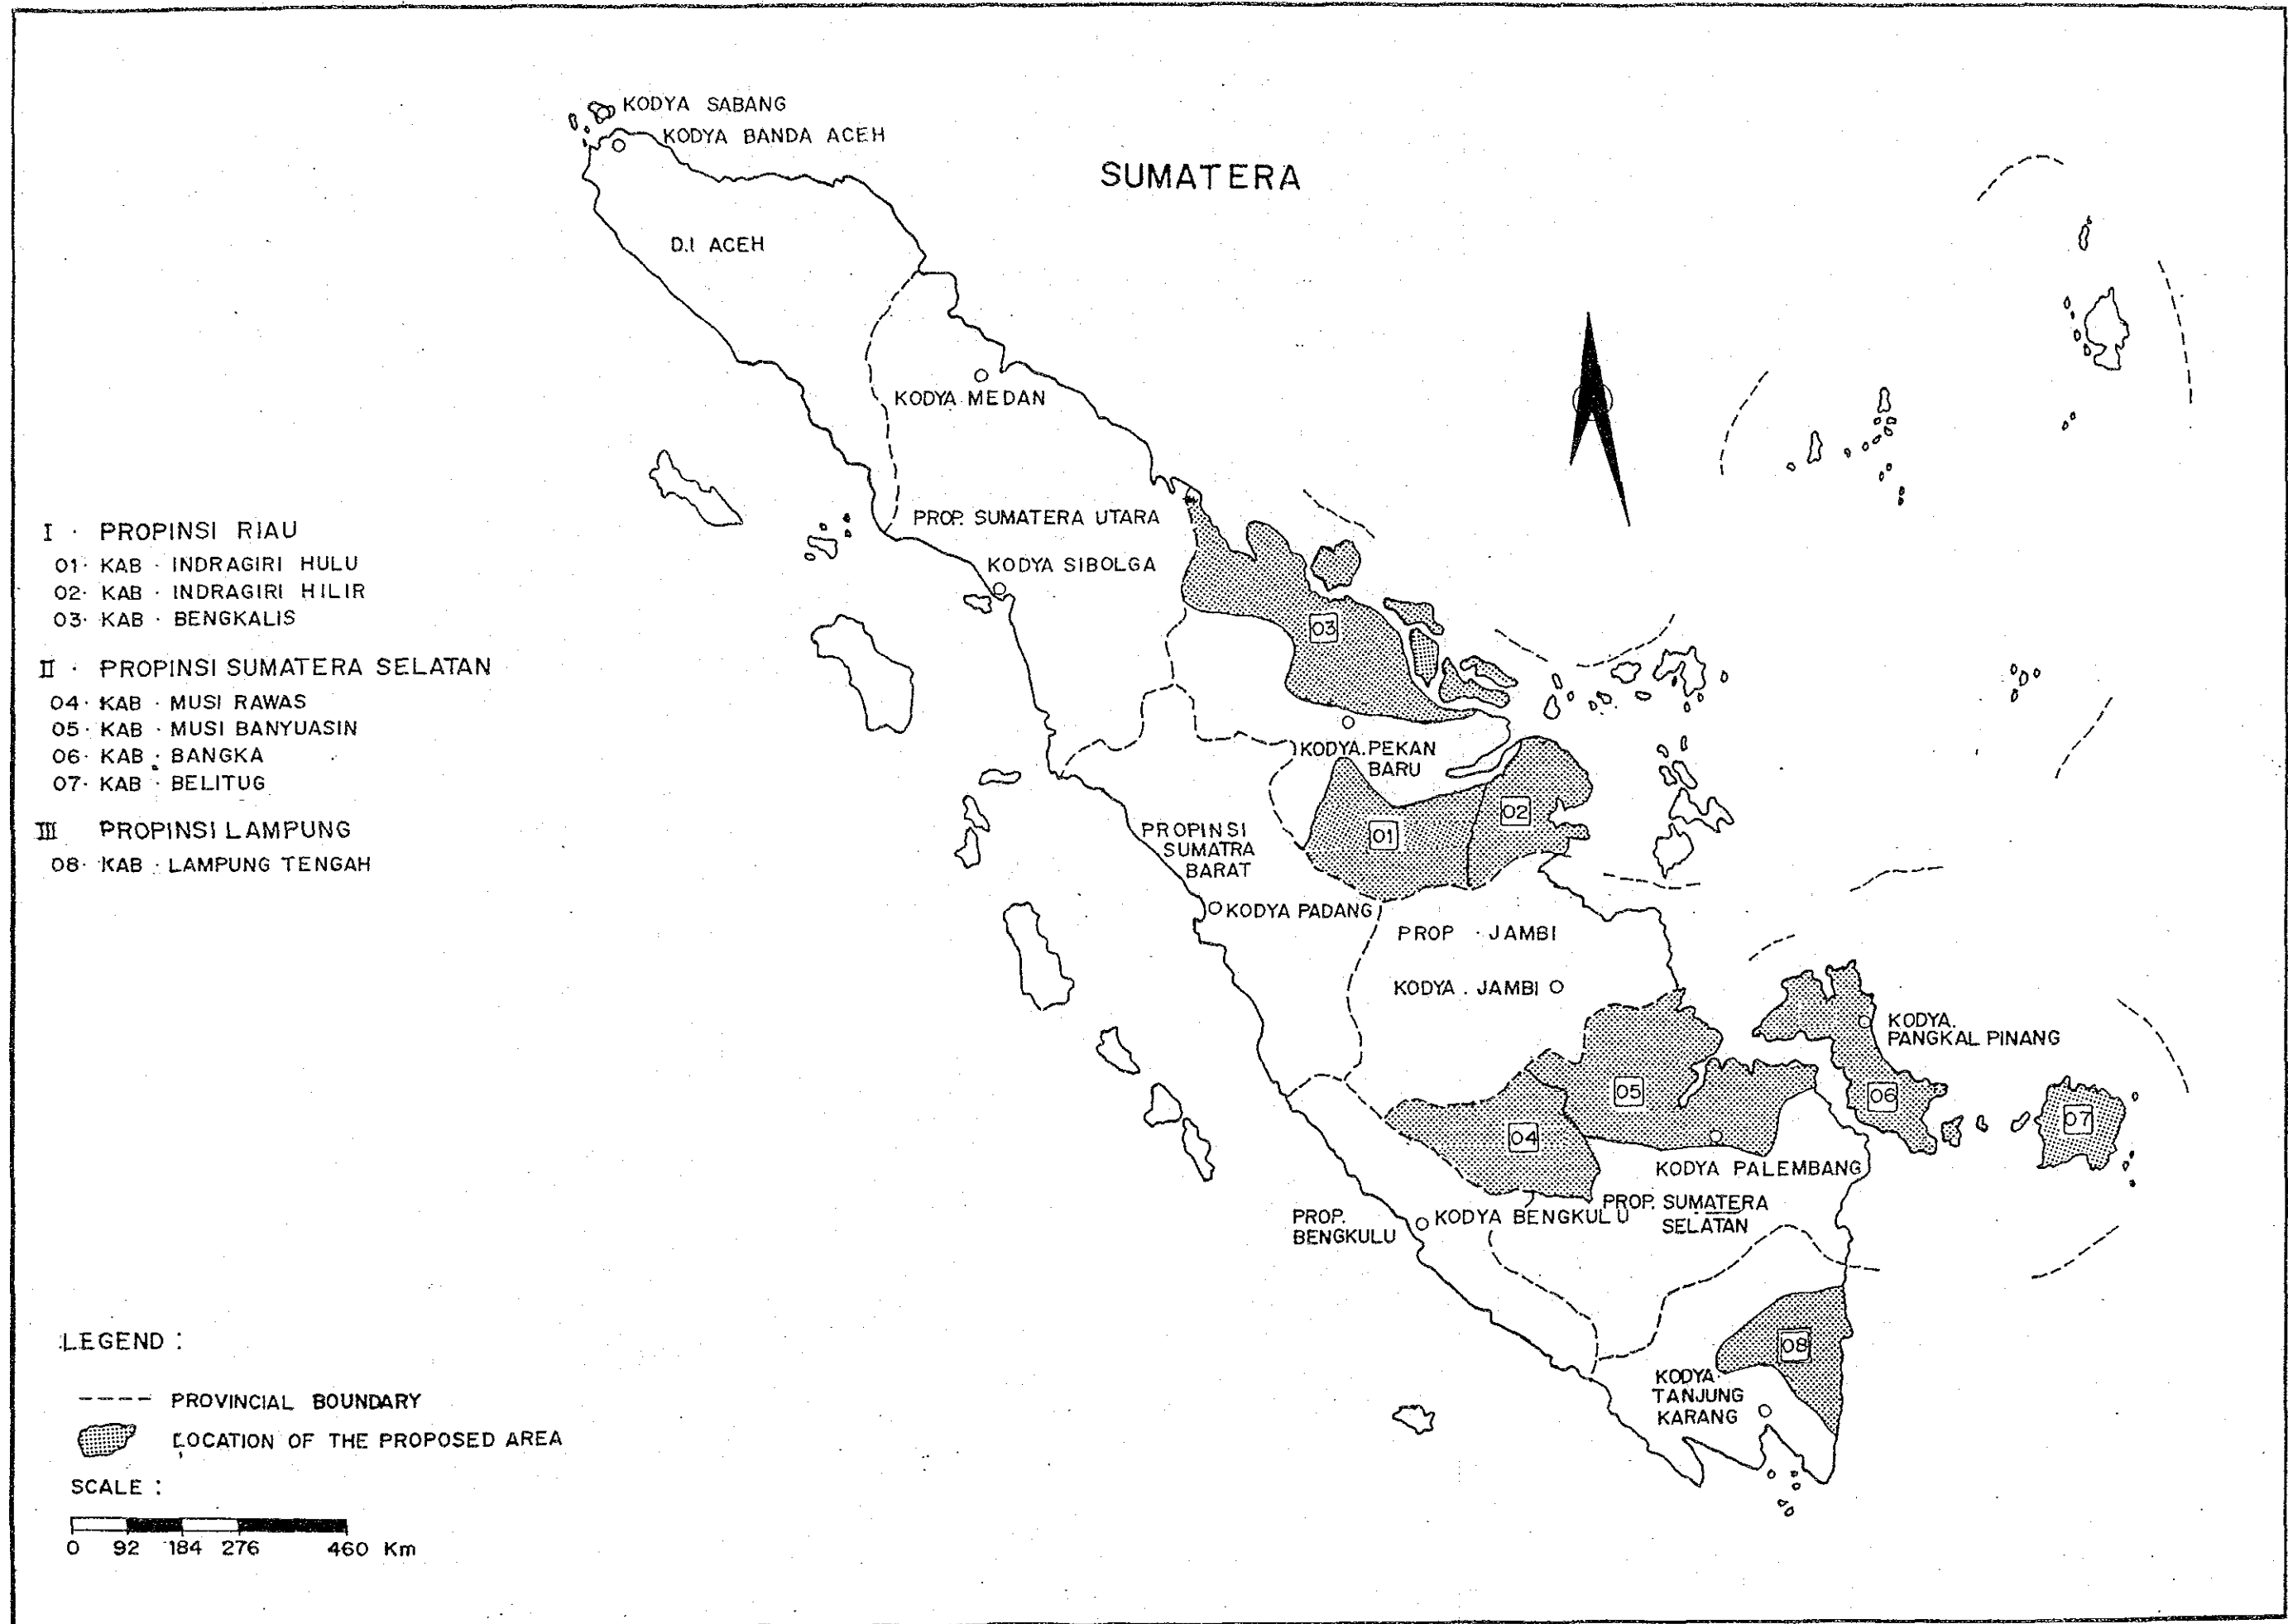 SUMATERA
KODYA SABANG
KODYA BANDA ACEH
D.I ACEH
KODYA MEDAN
PROP. SUMATERA UTARA
KODYA SIBOLGA
I · PROPINSI RIAU
01· KAB · INDRAGIRI HULU
02· KAB · INDRAGIRI HILIR
03· KAB · BENGKALIS
II · PROPINSI SUMATERA SELATAN
04· KAB · MUSI RAWAS
05· KAB · MUSI BANYUASIN
06· KAB · BANGKA
07· KAB · BELITUG
III PROPINSI LAMPUNG
08· KAB · LAMPUNG TENGAH
03
KODYA.PEKAN
BARU
02
01
PROPINSI
SUMATRA
BARAT
KODYA PADANG
PROP · JAMBI
KODYA . JAMBI
KODYA.
PANGKAL PINANG
05
06
07
04
KODYA PALEMBANG
PROP. SUMATERA
SELATAN
PROP.
BENGKULU
KODYA BENGKULU
08
KODYA
TANJUNG
KARANG
LEGEND :
PROVINCIAL BOUNDARY
LOCATION OF THE PROPOSED AREA
SCALE :
0 92 184 276 460 Km